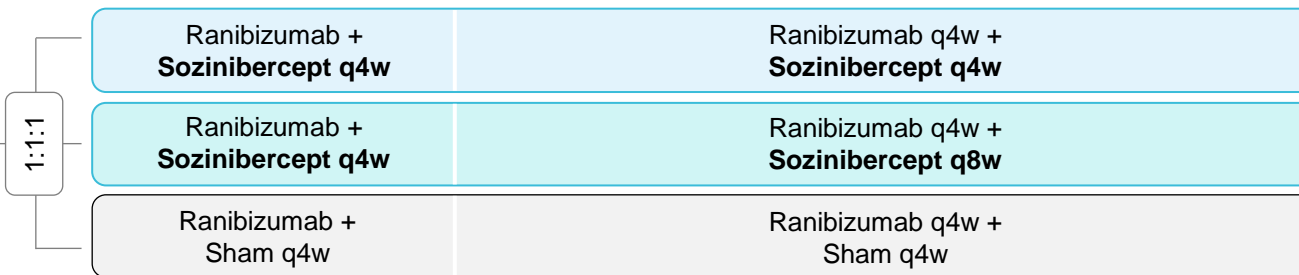 1:1:1
Ranibizumab +
Sozinibercept q4w
Ranibizumab q4w +
Sozinibercept q4w
Ranibizumab +
Sozinibercept q4w
Ranibizumab q4w +
Sozinibercept q8w
Ranibizumab +
Sham q4w
Ranibizumab q4w +
Sham q4w